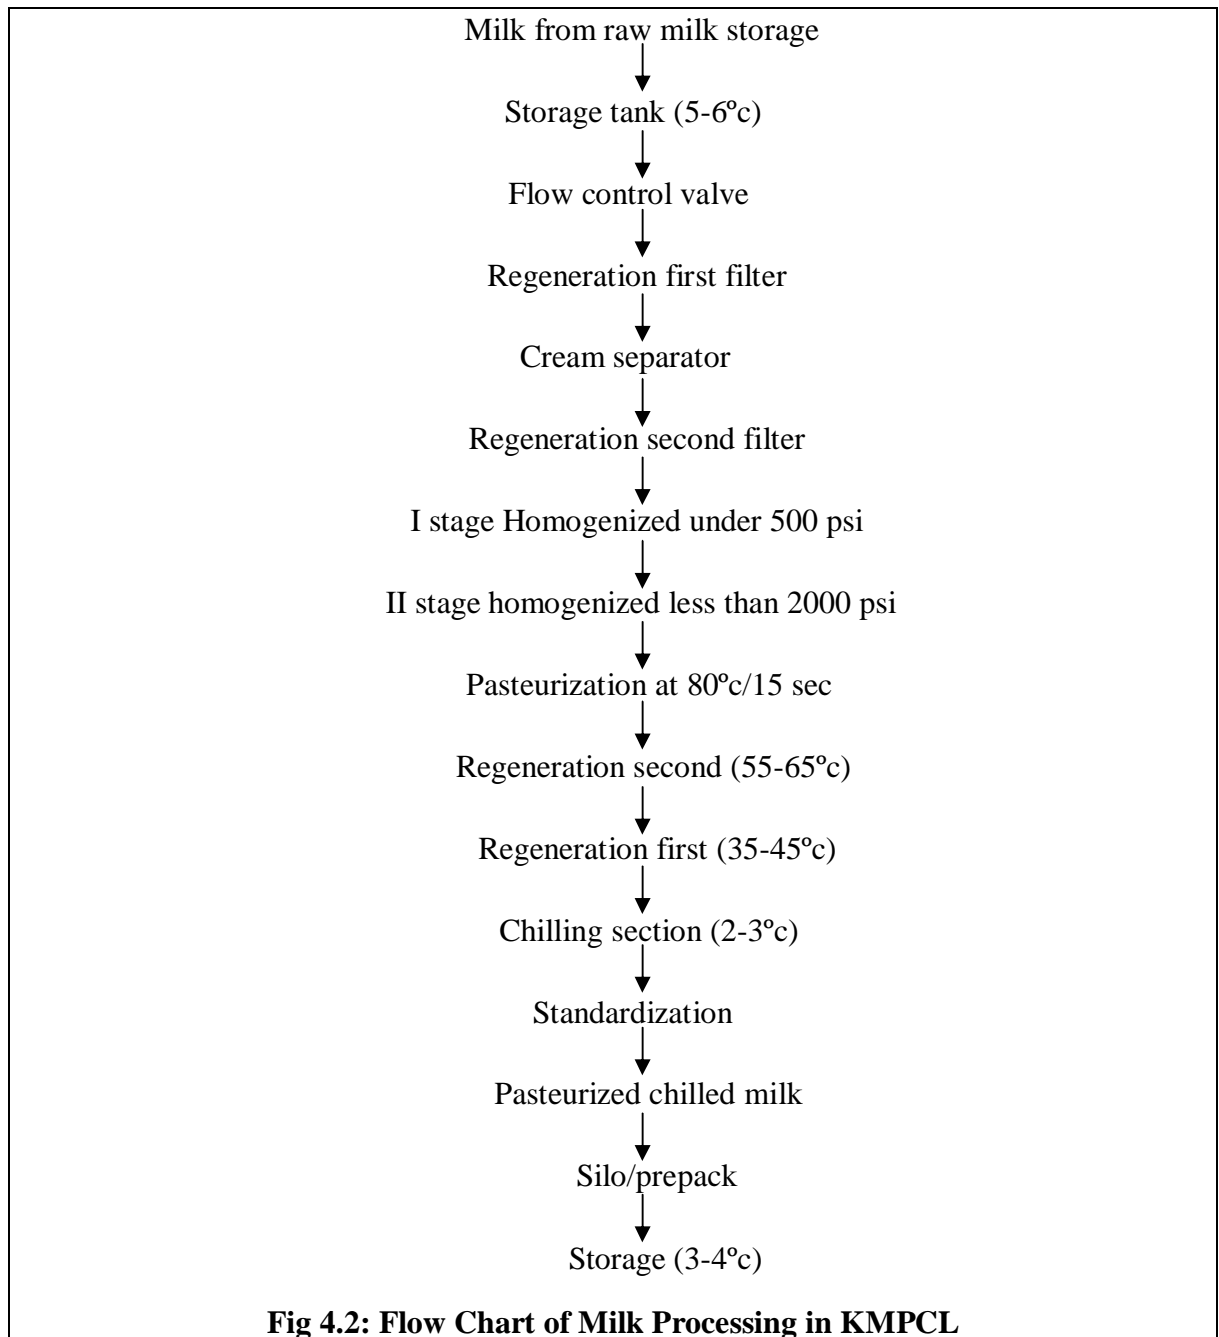 Milk from raw milk storage
Storage tank (5-6ºc)
Flow control valve
Regeneration first filter
Cream separator
Regeneration second filter
I stage Homogenized under 500 psi
II stage homogenized less than 2000 psi
Pasteurization at 80ºc/15 sec
Regeneration second (55-65ºc)
Regeneration first (35-45ºc)
Chilling section (2-3ºc)
Standardization
Pasteurized chilled milk
Silo/prepack
Storage (3-4ºc)
Fig 4.2: Flow Chart of Milk Processing in KMPCL